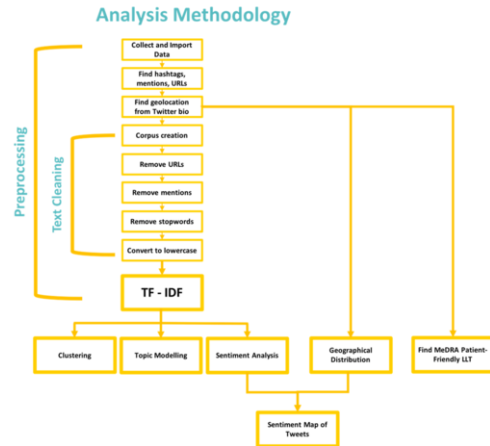 Analysis Methodology
Preprocessing
Text Cleaning
Collect and Import
Data
Find hashtags,
mentions, URLs
Find geolocation
from Twitter bio
Corpus creation
Remove URLs
Remove mentions
Remove stopwords
Convert to lowercase
TF - IDF
Clustering
Topic Modelling
Sentiment Analysis
Geographical
Distribution
Find MeDRA Patient-
Friendly LLT
Sentiment Map of
Tweets